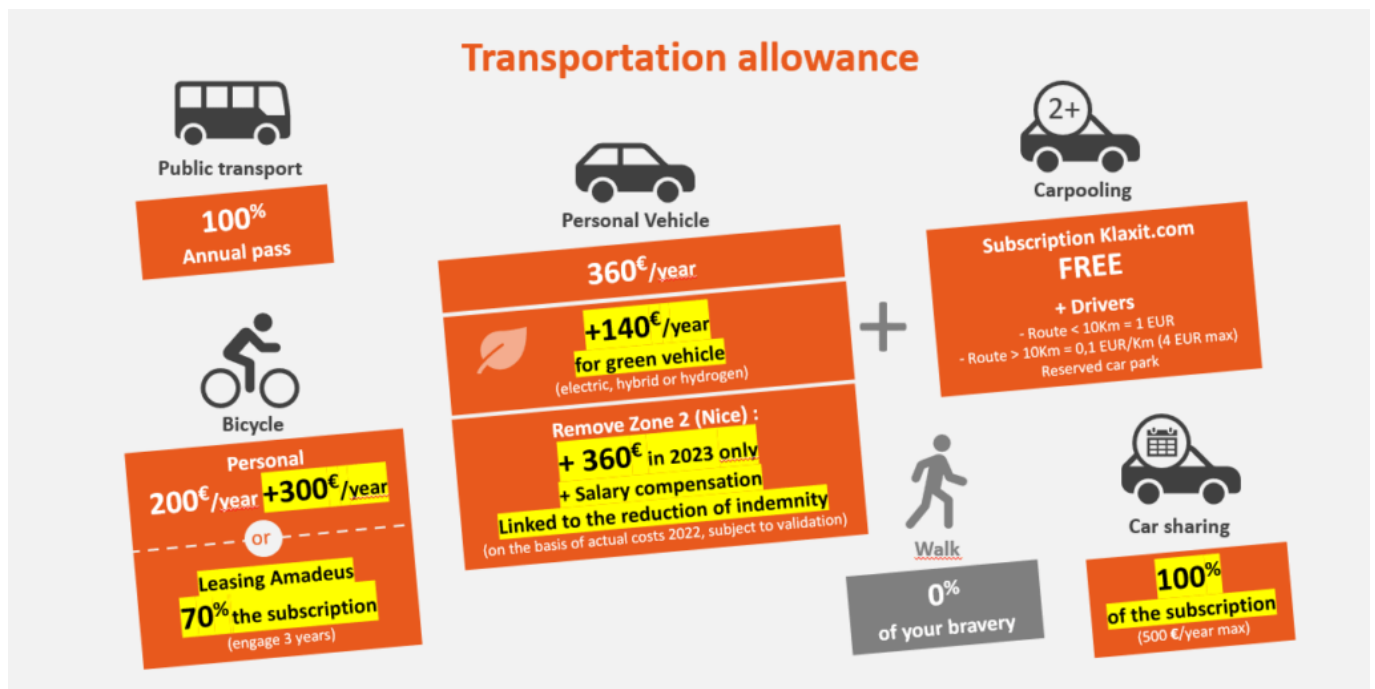 Transportation allowance
Public transport
100%
Annual pass
Bicycle
Personal
200€/year +300€/year
or
Leasing Amadeus
70% the subscription
(engage 3 years)
Personal Vehicle
360€/year
+140€/year
for green vehicle
(electric, hybrid or hydrogen)
Remove Zone 2 (Nice) :
+ 360€ in 2023 only
+ Salary compensation
Linked to the reduction of indemnity
(on the basis of actual costs 2022, subject to validation)
+
2+
Carpooling
Subscription Klaxit.com
FREE
+ Drivers
- Route < 10Km = 1 EUR
- Route > 10Km = 0,1 EUR/Km (4 EUR max)
Reserved car park
Walk
0%
of your bravery
Car sharing
100%
of the subscription
(500 €/year max)